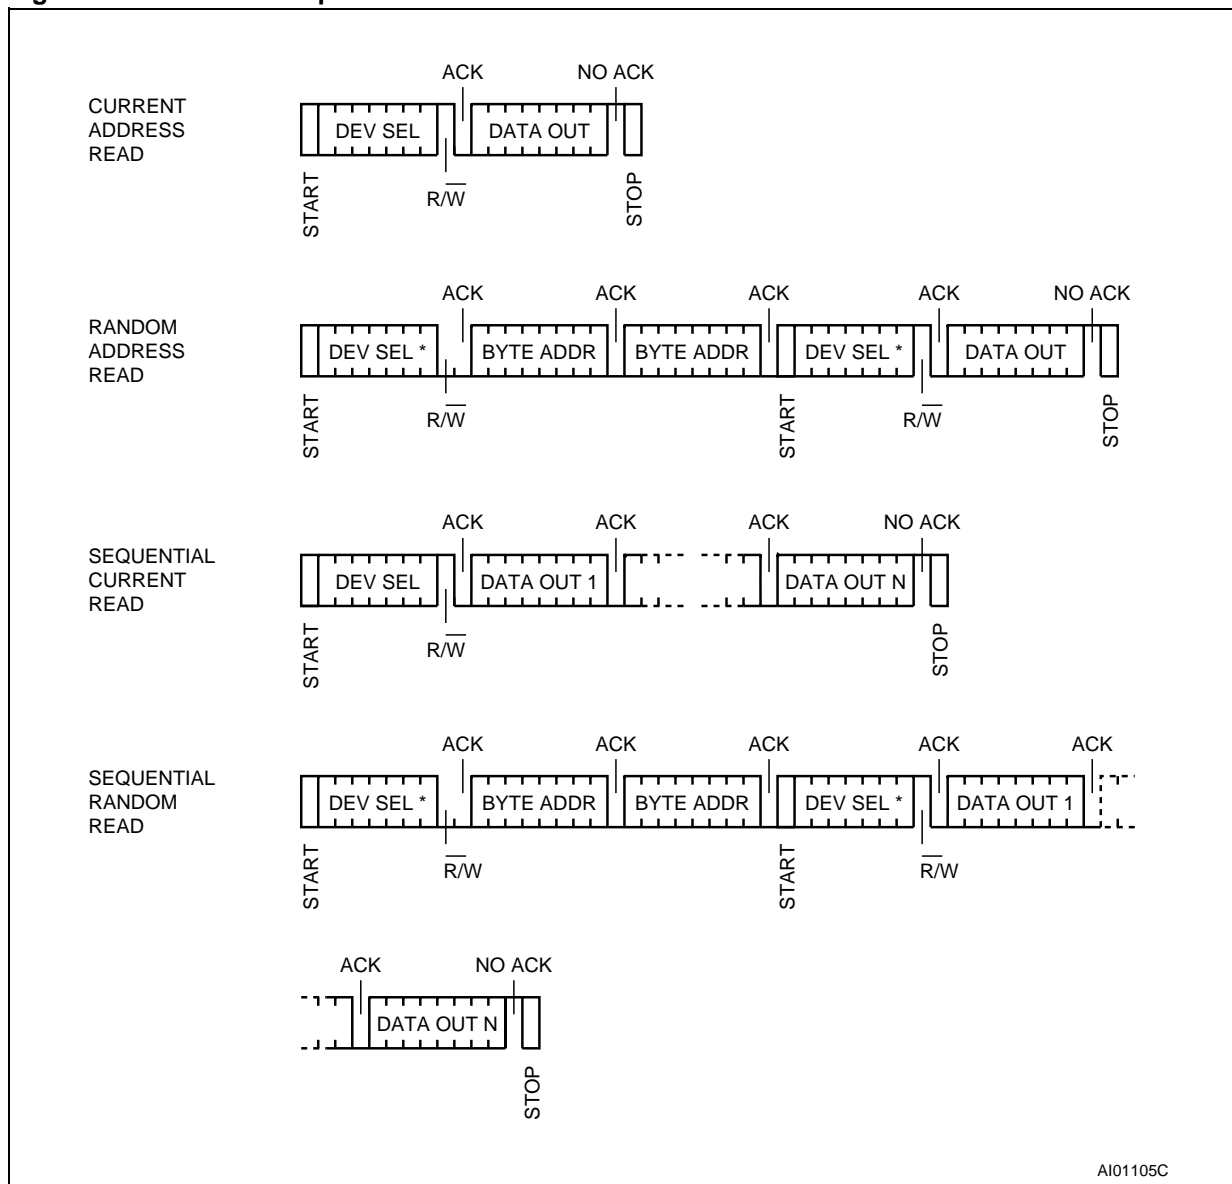 ACK NO ACK
CURRENT
ADDRESS
READ
DEV SEL DATA OUT
START R/W STOP
ACK ACK ACK ACK NO ACK
RANDOM
ADDRESS
READ
DEV SEL * BYTE ADDR BYTE ADDR DEV SEL * DATA OUT
START R/W START R/W STOP
ACK ACK ACK NO ACK
SEQUENTIAL
CURRENT
READ
DEV SEL DATA OUT 1 DATA OUT N
START R/W STOP
ACK ACK ACK ACK ACK
SEQUENTIAL
RANDOM
READ
DEV SEL * BYTE ADDR BYTE ADDR DEV SEL * DATA OUT 1
START R/W START R/W
ACK NO ACK
DATA OUT N
STOP
AI01105C